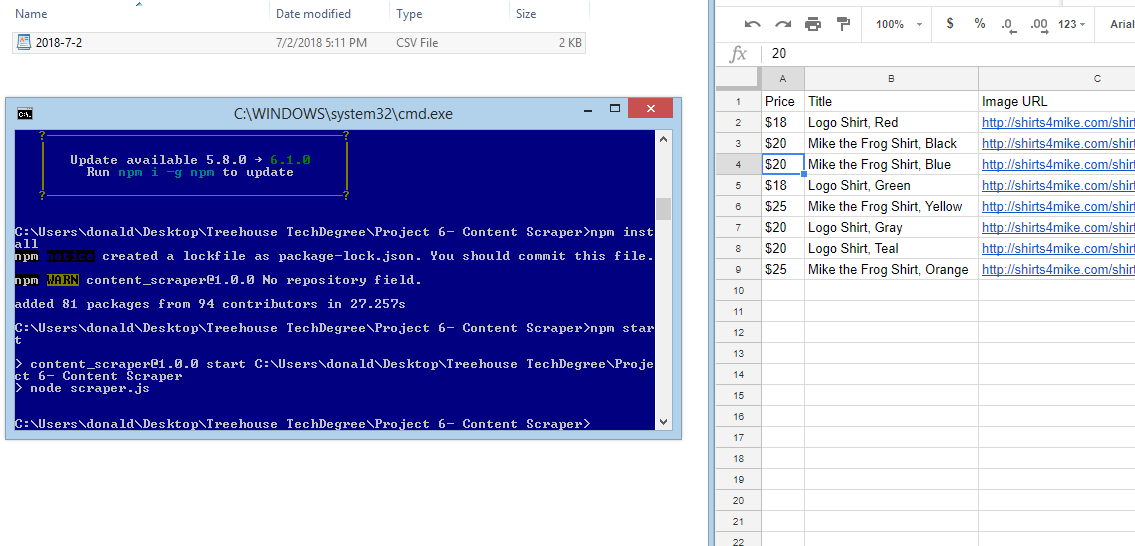 Name Date modified Type Size
2018-7-2 7/2/2018 5:11 PM CSV File 2 KB
C:\WINDOWS\system32\cmd.exe
Update available 5.8.0 → 6.1.0
Run npm i -g npm to update
C:\Users\donald\Desktop\Treehouse TechDegree\Project 6- Content Scraper>npm inst
all
npm notice created a lockfile as package-lock.json. You should commit this file.
npm WARN content_scraper@1.0.0 No repository field.
added 81 packages from 94 contributors in 27.257s
C:\Users\donald\Desktop\Treehouse TechDegree\Project 6- Content Scraper>npm star
t
> content_scraper@1.0.0 start C:\Users\donald\Desktop\Treehouse TechDegree\Proje
ct 6- Content Scraper
> node scraper.js
C:\Users\donald\Desktop\Treehouse TechDegree\Project 6- Content Scraper>
100% $ % .0 .00 123 Arial
fx 20
A B C
1 Price Title Image URL
2 $18 Logo Shirt, Red http://shirts4mike.com/shirt
3 $20 Mike the Frog Shirt, Black http://shirts4mike.com/shirt
4 $20 Mike the Frog Shirt, Blue http://shirts4mike.com/shirt
5 $18 Logo Shirt, Green http://shirts4mike.com/shirt
6 $25 Mike the Frog Shirt, Yellow http://shirts4mike.com/shirt
7 $20 Logo Shirt, Gray http://shirts4mike.com/shirt
8 $20 Logo Shirt, Teal http://shirts4mike.com/shirt
9 $25 Mike the Frog Shirt, Orange http://shirts4mike.com/shirt
10
11
12
13
14
15
16
17
18
19
20
21
22